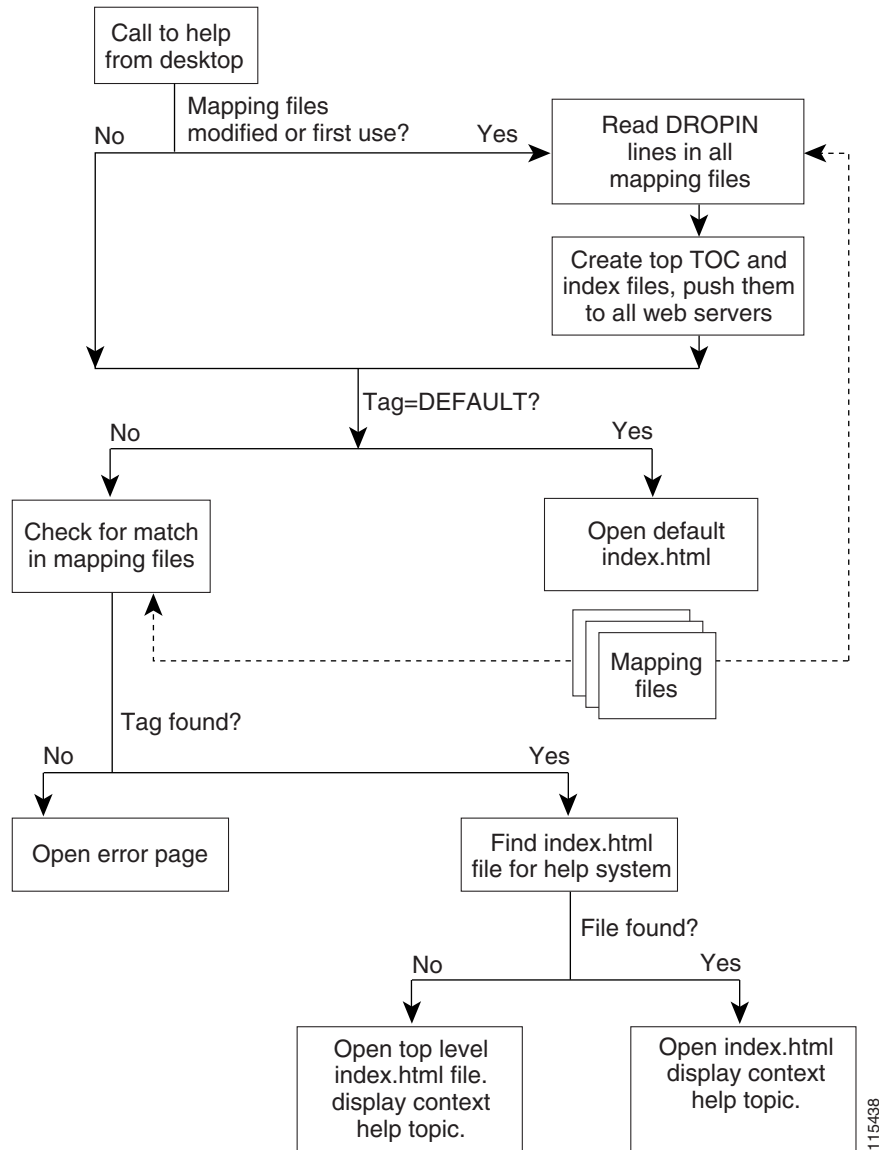 Call to help
from desktop
Mapping files
modified or first use?
No
Yes
Read DROPIN
lines in all
mapping files
Create top TOC and
index files, push them
to all web servers
Tag=DEFAULT?
No
Yes
Check for match
in mapping files
Open default
index.html
Mapping
files
Tag found?
No
Yes
Open error page
Find index.html
file for help system
File found?
No
Yes
Open top level
index.html file.
display context
help topic.
Open index.html
display context
help topic.
115438